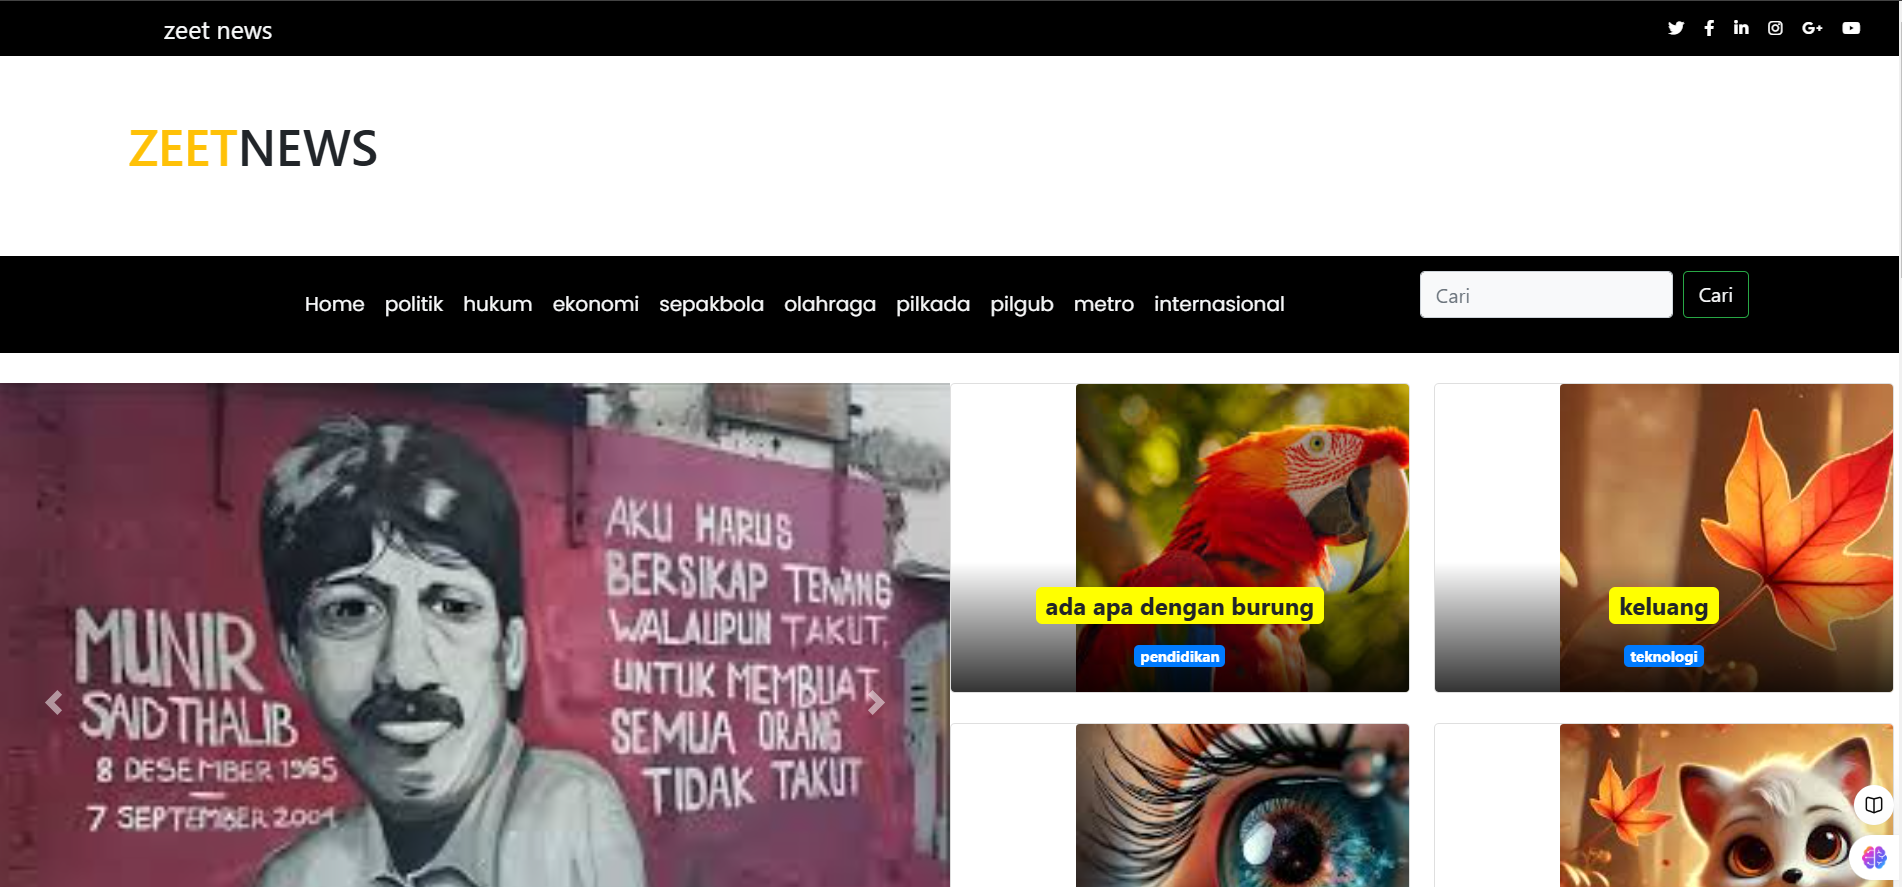 zeet news
ZEETNEWS
Home politik hukum ekonomi sepakbola olahraga pilkada pilgub metro internasional
Cari
Cari
MUNIR
SAID THALIB
8 DESEMBER 1965
7 SEPTEMBER 2004
AKU HARUS
BERSIKAP TENANG
WALAUPUN TAKUT,
UNTUK MEMBUAT
SEMUA ORANG
TIDAK TAKUT
ada apa dengan burung
pendidikan
keluang
teknologi